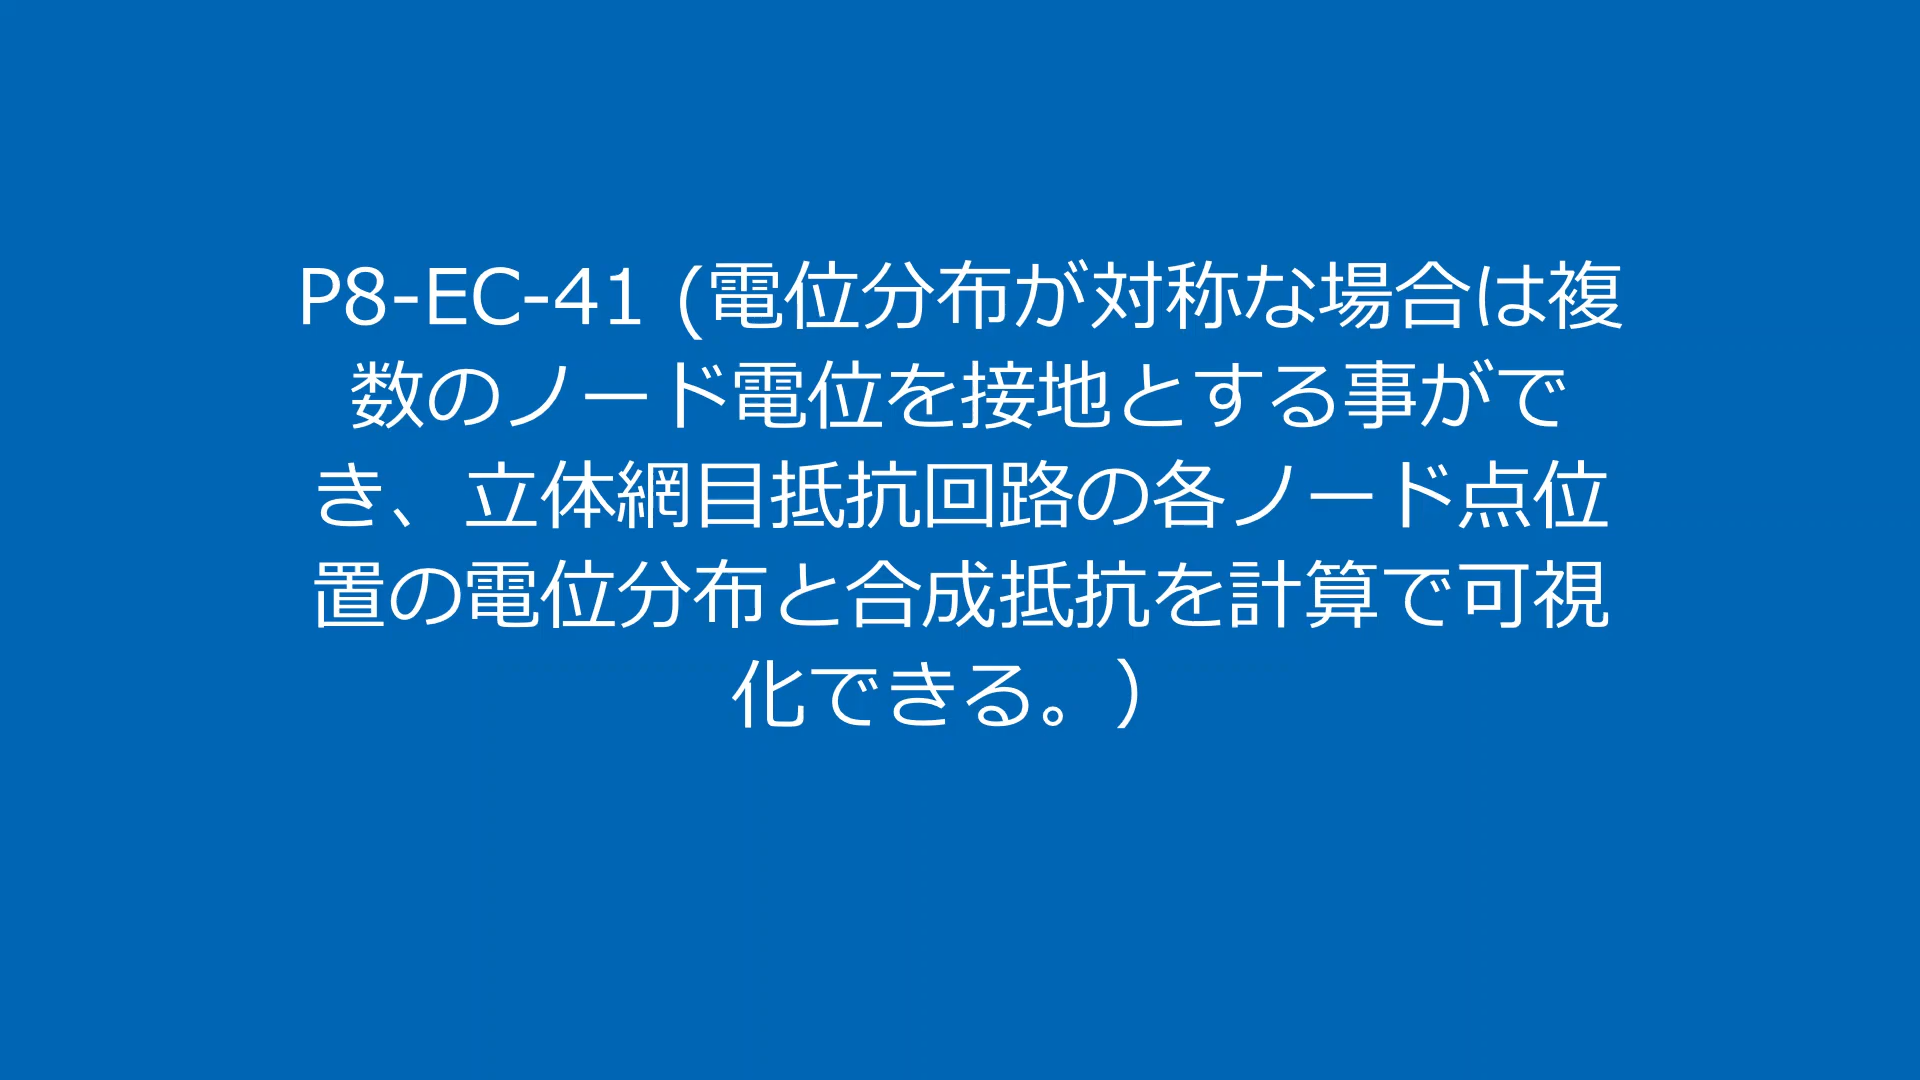 P8-EC-41 (電位分布が対称な場合は複
数のノード電位を接地とする事がで
き、立体網目抵抗回路の各ノード点位
置の電位分布と合成抵抗を計算で可視
化できる。）